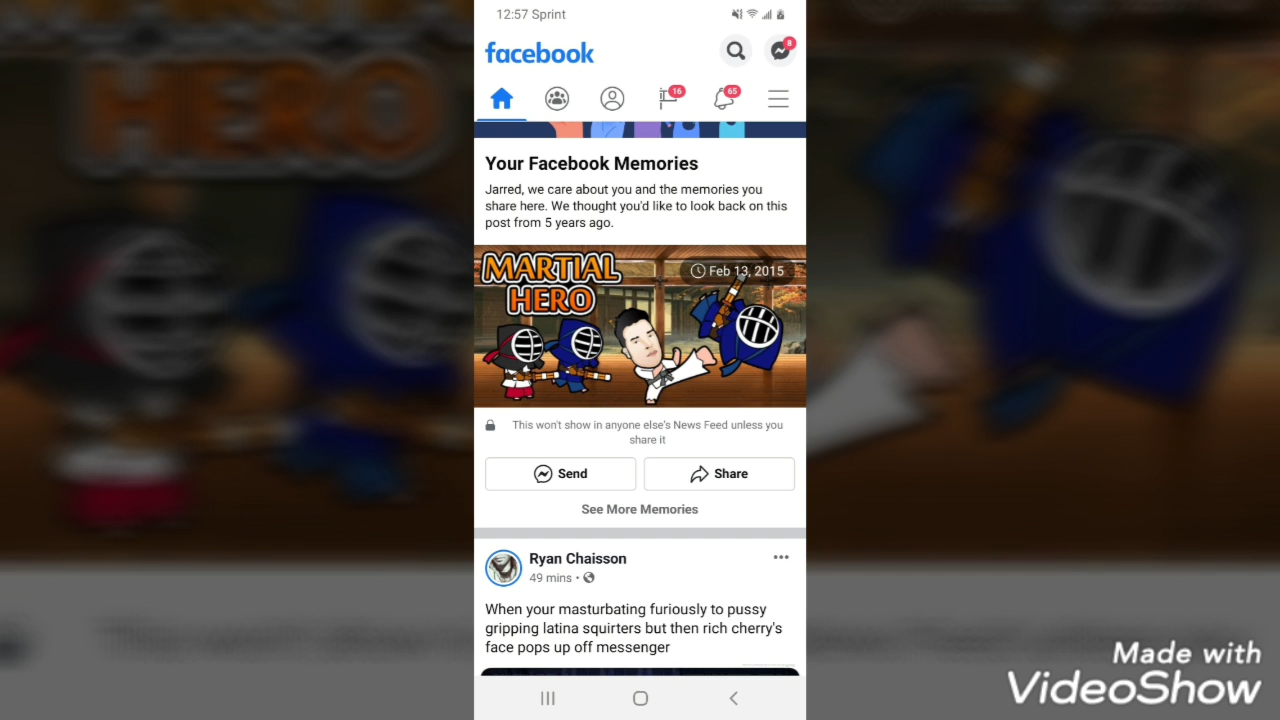 12:57 Sprint
facebook
8
16
65
Your Facebook Memories
Jarred, we care about you and the memories you
share here. We thought you'd like to look back on this
post from 5 years ago.
MARTIAL
HERO
Feb 13, 2015
This won't show in anyone else's News Feed unless you
share it
Send
Share
See More Memories
Ryan Chaisson
49 mins •
When your masturbating furiously to pussy
gripping latina squirters but then rich cherry's
face pops up off messenger
Made with
VideoShow
HERO